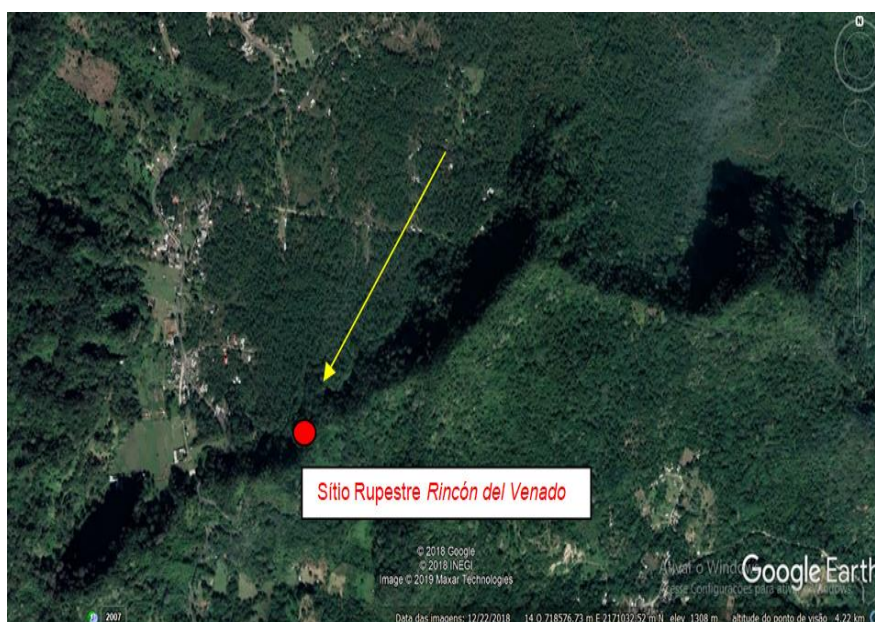 N
Sítio Rupestre Rincón del Venado
© 2018 Google
© 2018 INEGI
Image © 2019 Maxar Technologies
Google Earth
2007
Data das imagens: 12/22/2018 14 Q 718576.73 m E 2171032.52 m N elev 1308 m altitude do ponto de visão 4.22 km